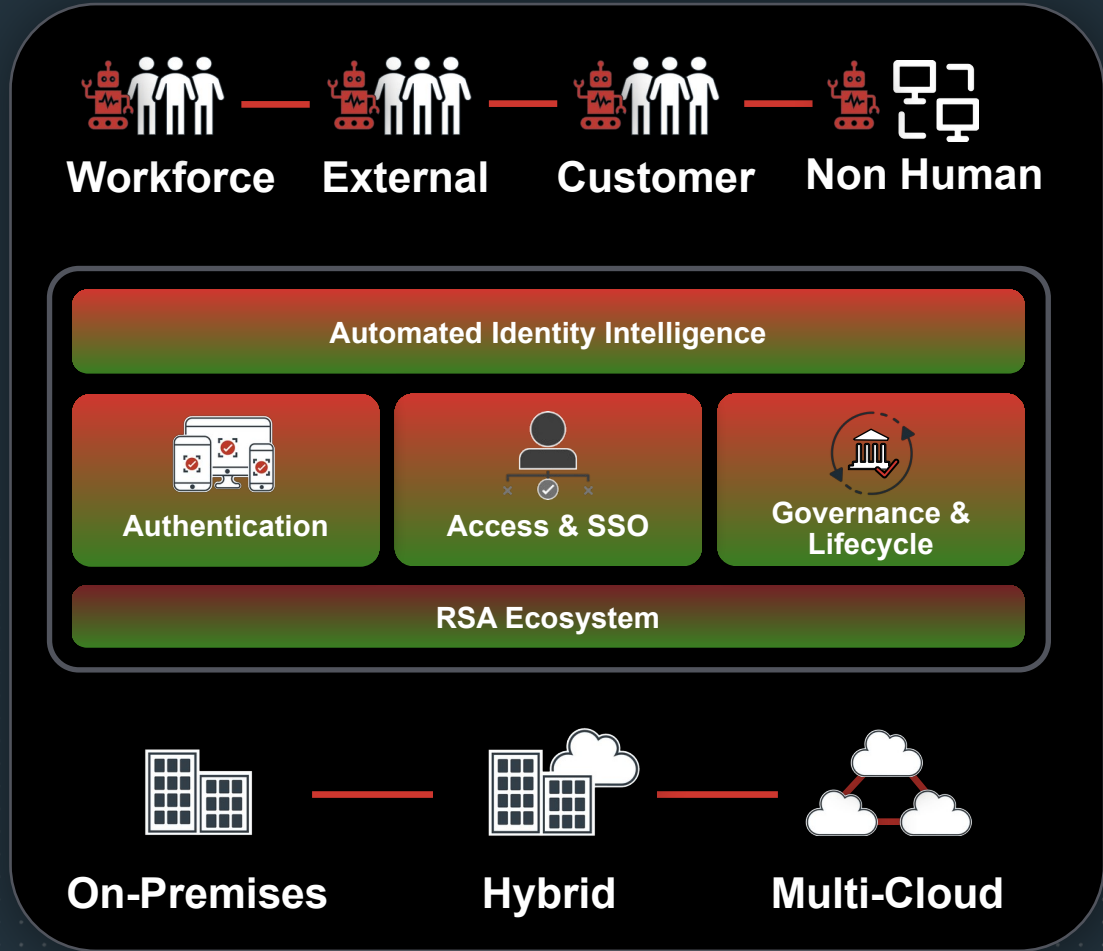 Workforce
External
Customer
Non Human
Automated Identity Intelligence
Authentication
Access & SSO
Governance &
Lifecycle
RSA Ecosystem
On-Premises
Hybrid
Multi-Cloud